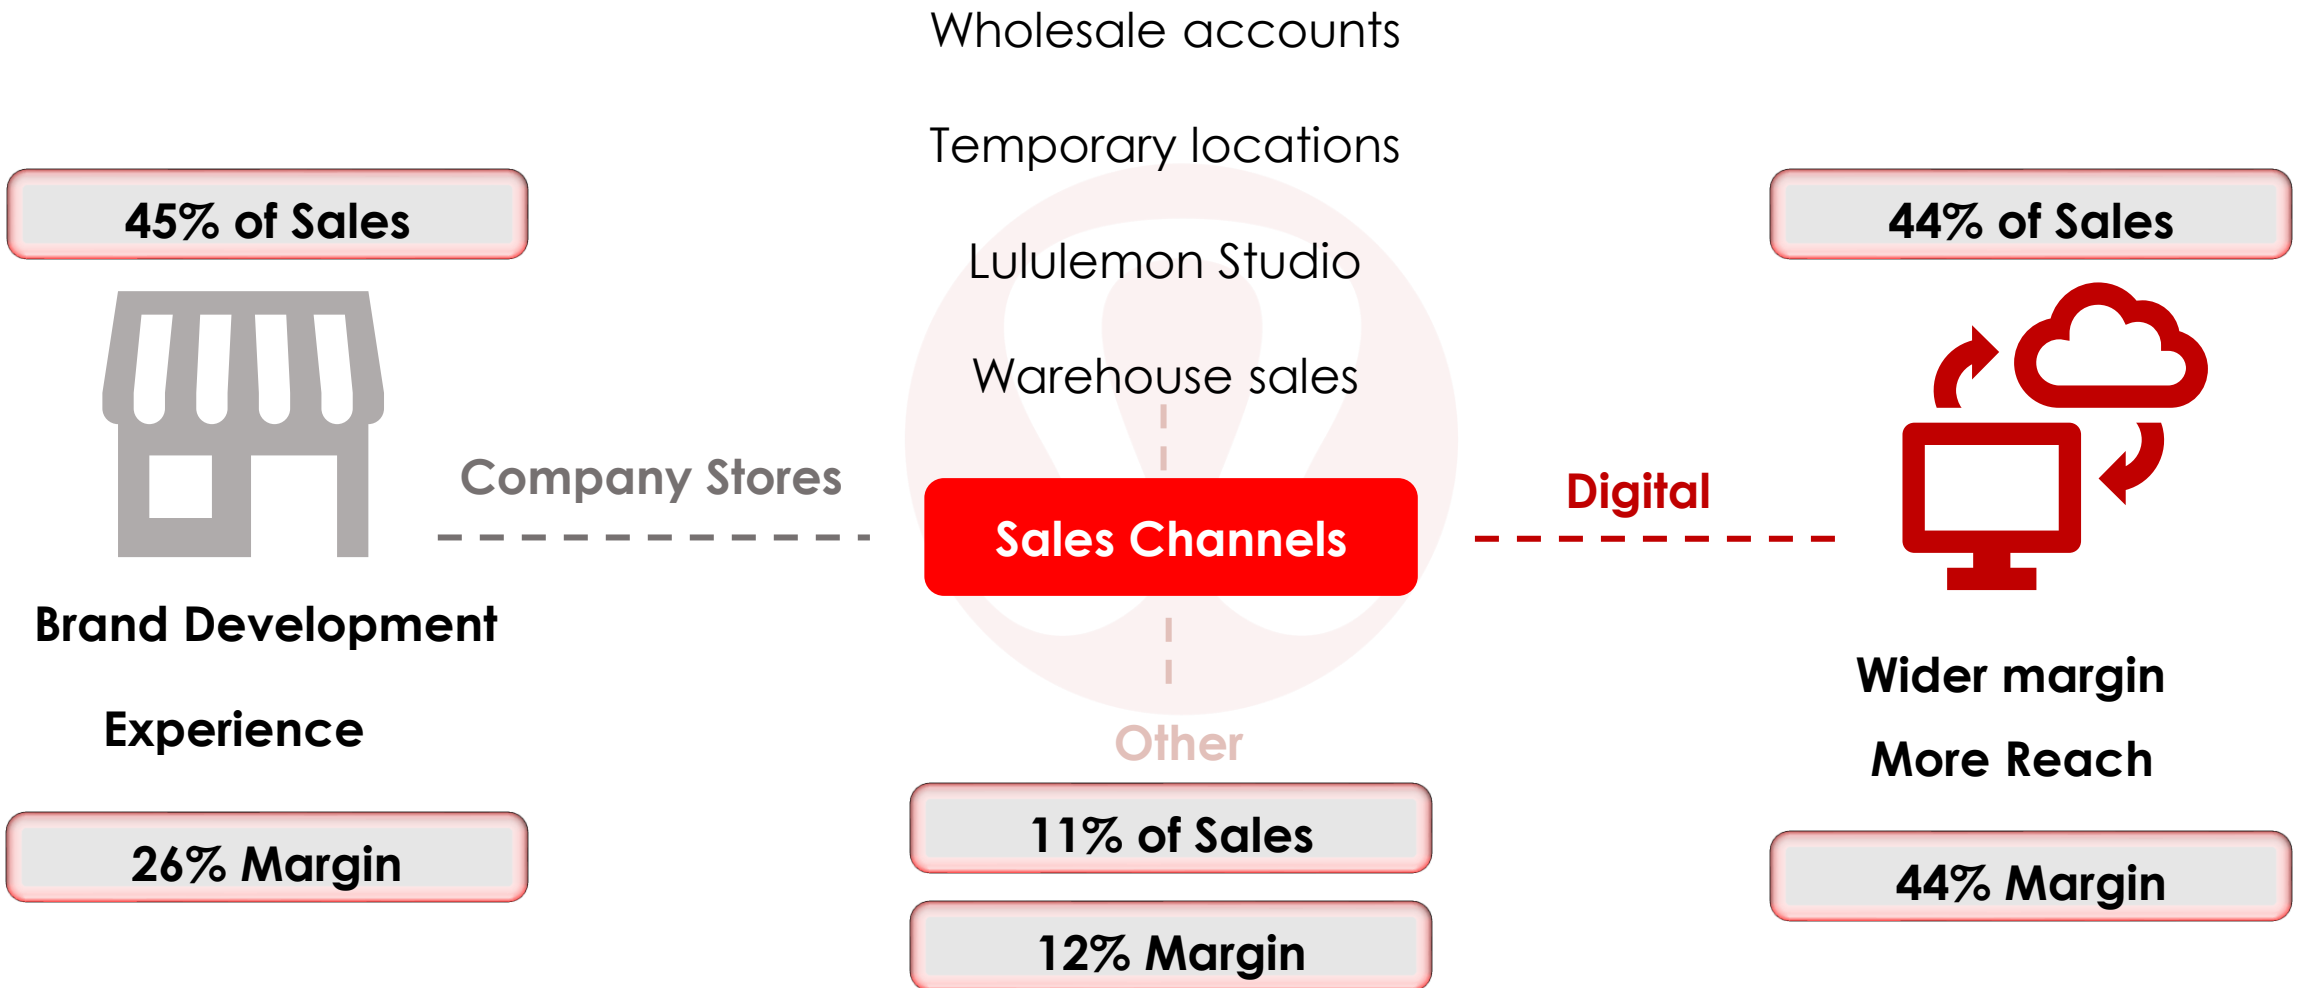 Wholesale accounts
Temporary locations
Lululemon Studio
Warehouse sales
45% of Sales
Company Stores
Brand Development
Experience
26% Margin
Sales Channels
Other
11% of Sales
12% Margin
44% of Sales
Digital
Wider margin
More Reach
44% Margin